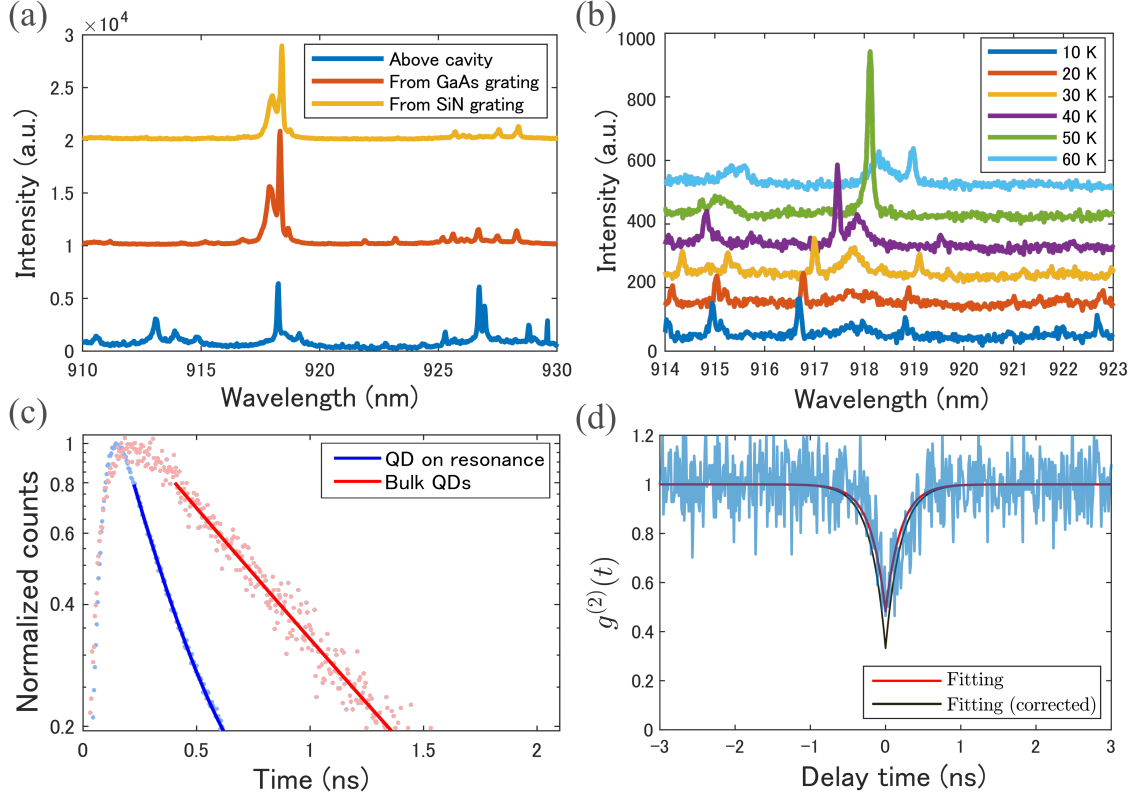 (a)
×10⁴
3
2.5
2
1.5
1
0.5
0
Intensity (a.u.)
Above cavity
From GaAs grating
From SiN grating
910 915 920 925 930
Wavelength (nm)
(b)
1000
800
600
400
200
0
Intensity (a.u.)
10 K
20 K
30 K
40 K
50 K
60 K
914 915 916 917 918 919 920 921 922 923
Wavelength (nm)
(c)
1
0.8
0.6
0.4
0.2
Normalized counts
QD on resonance
Bulk QDs
0 0.5 1 1.5 2
Time (ns)
(d)
1.2
1
0.8
0.6
0.4
0.2
0
g⁽²⁾(t)
Fitting
Fitting (corrected)
−3 −2 −1 0 1 2 3
Delay time (ns)